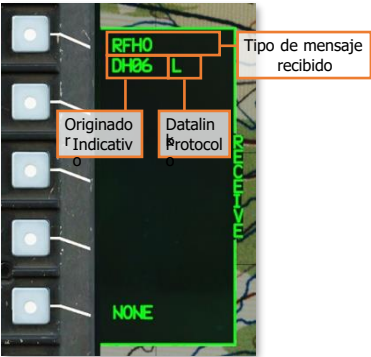 RFHO
DH06 L
Tipo de mensaje
recibido
Originado
r Indicativ
o
Datalin
k Protocol
o
RECEIVE
NONE